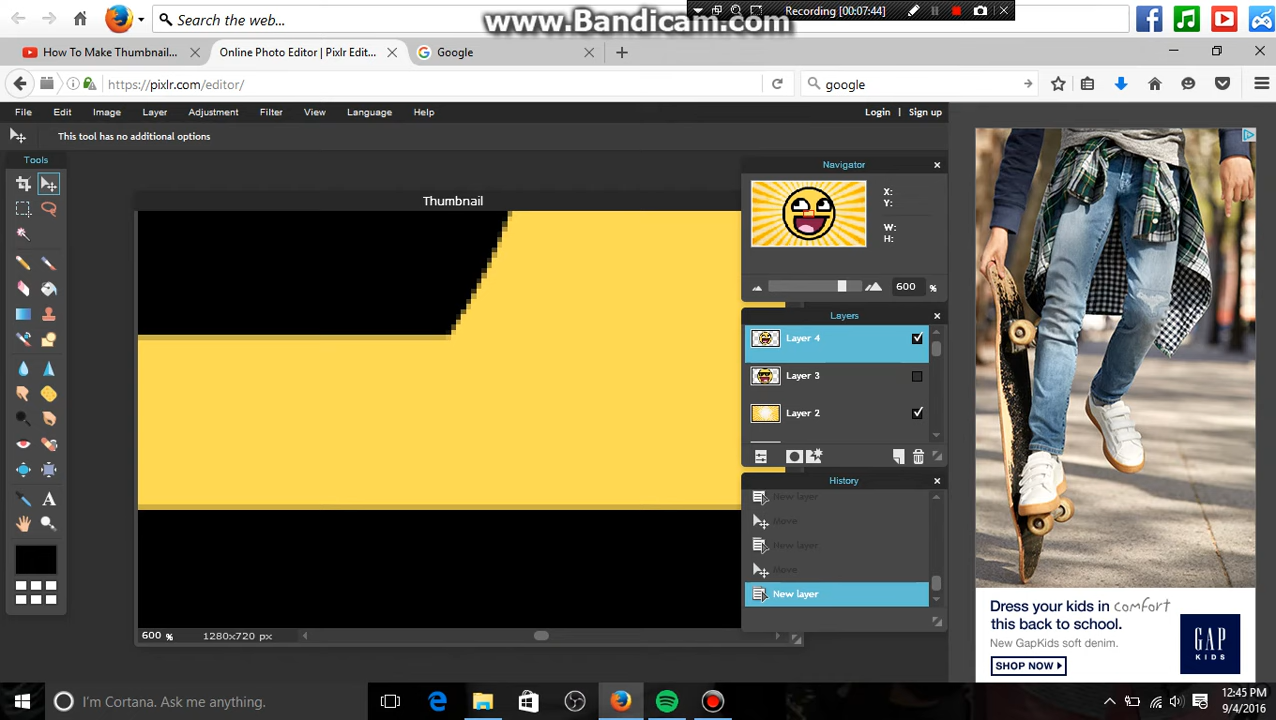 www.Bandicam.com
Search the web...
Recording [00:07:44]
How To Make Thumbnail...
Online Photo Editor | Pixlr Edit...
Google
https://pixlr.com/editor/
google
File Edit Image Layer Adjustment Filter View Language Help
Login | Sign up
This tool has no additional options
Tools
Thumbnail
Navigator
X:
Y:
W:
H:
600 %
Layers
Layer 4
Layer 3
Layer 2
History
New layer
Move
New layer
Move
New layer
600 % 1280x720 px
Dress your kids in comfort
this back to school.
New GapKids soft denim.
SHOP NOW
GAP
KIDS
I'm Cortana. Ask me anything.
12:45 PM
9/4/2016